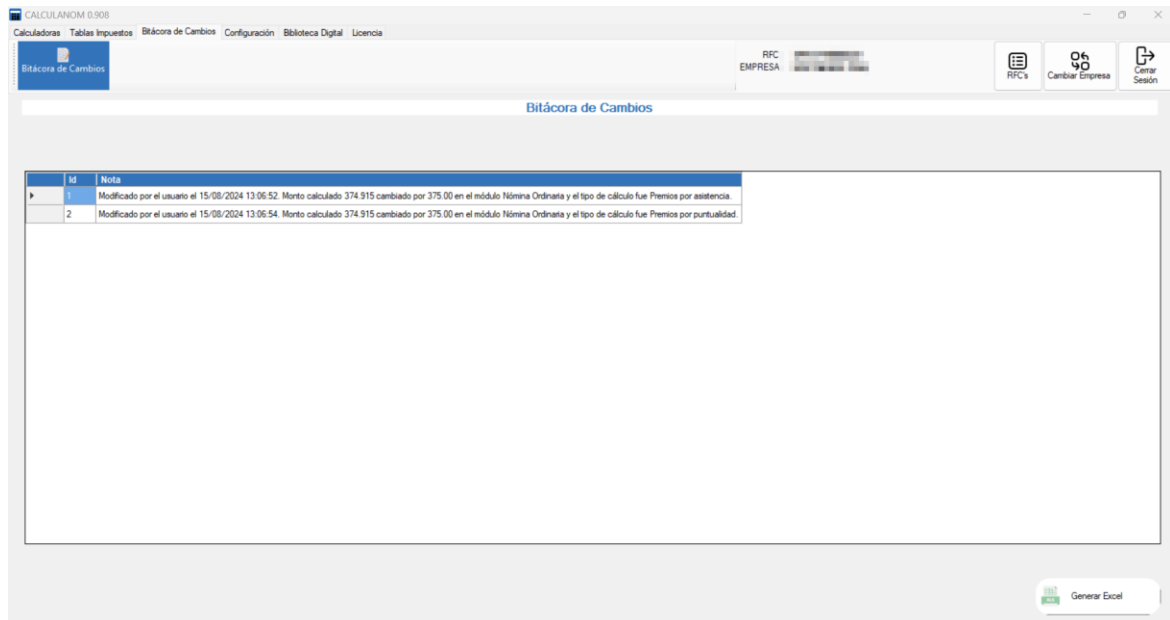 CALCULANOM 0.908
Calculadoras Tablas Impuestos Bitácora de Cambios Configuración Biblioteca Digital Licencia
Bitácora de Cambios
RFC
EMPRESA
RFC's
Cambiar Empresa
Cerrar
Sesión
Bitácora de Cambios
Id Nota
1 Modificado por el usuario el 15/08/2024 13:06:52. Monto calculado 374.915 cambiado por 375.00 en el módulo Nómina Ordinaria y el tipo de cálculo fue Premios por asistencia.
2 Modificado por el usuario el 15/08/2024 13:06:54. Monto calculado 374.915 cambiado por 375.00 en el módulo Nómina Ordinaria y el tipo de cálculo fue Premios por puntualidad.
Generar Excel